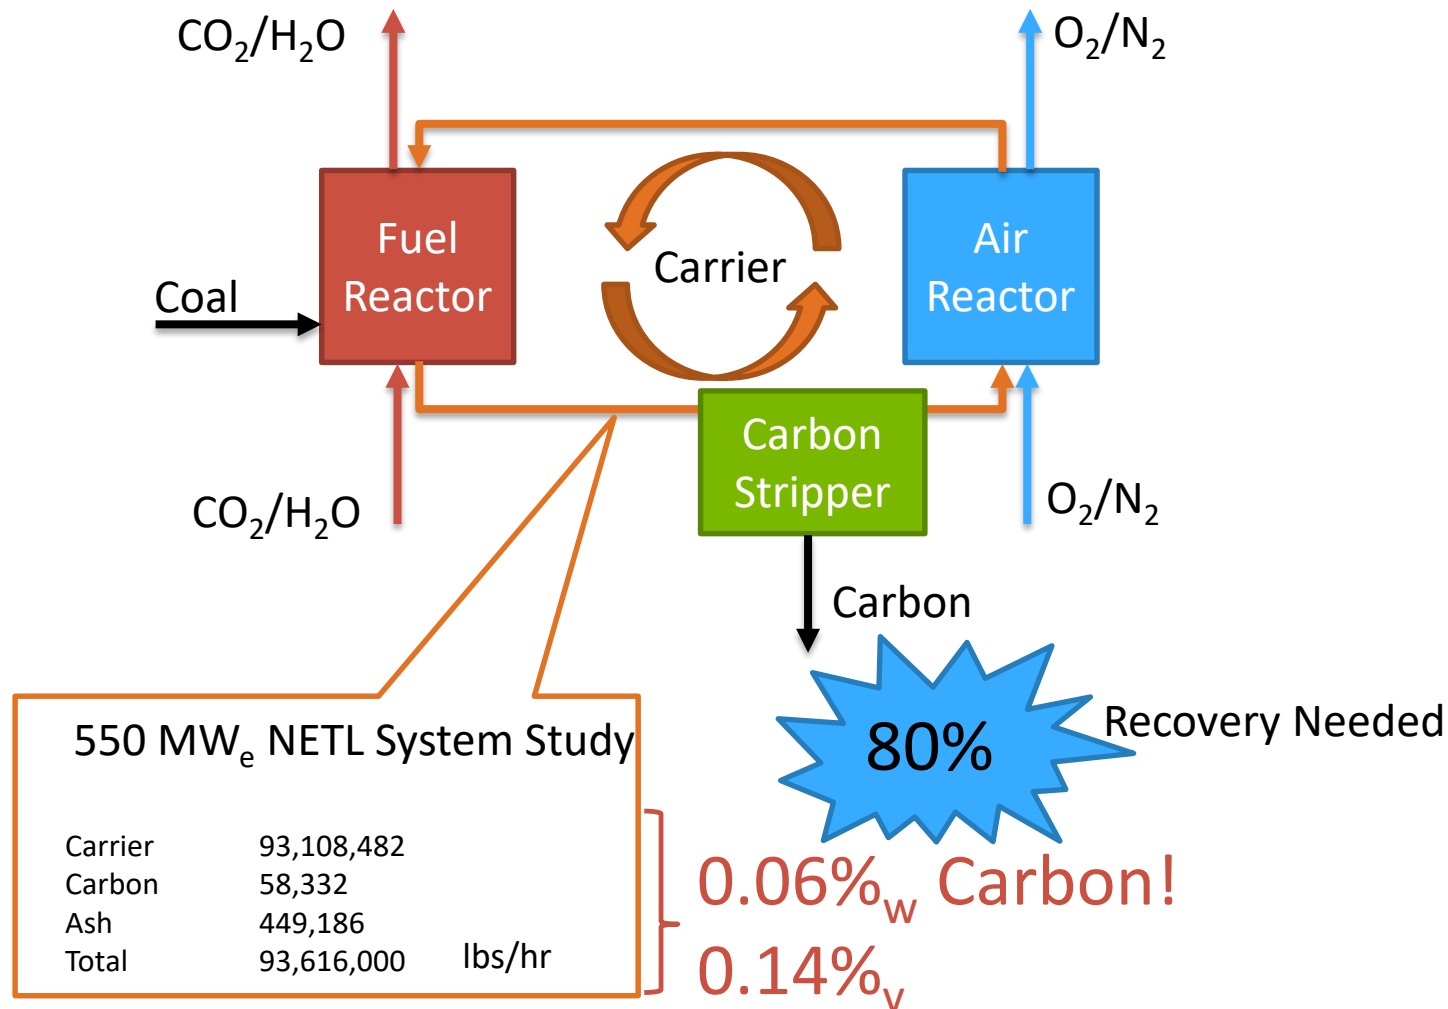 CO₂/H₂O
O₂/N₂
Fuel
Reactor
Carrier
Air
Reactor
Coal
Carbon
Stripper
CO₂/H₂O
O₂/N₂
Carbon
80%
Recovery Needed
550 MWₑ NETL System Study
Carrier 93,108,482
Carbon 58,332
Ash 449,186
Total 93,616,000 lbs/hr
0.06%w Carbon!
0.14%v